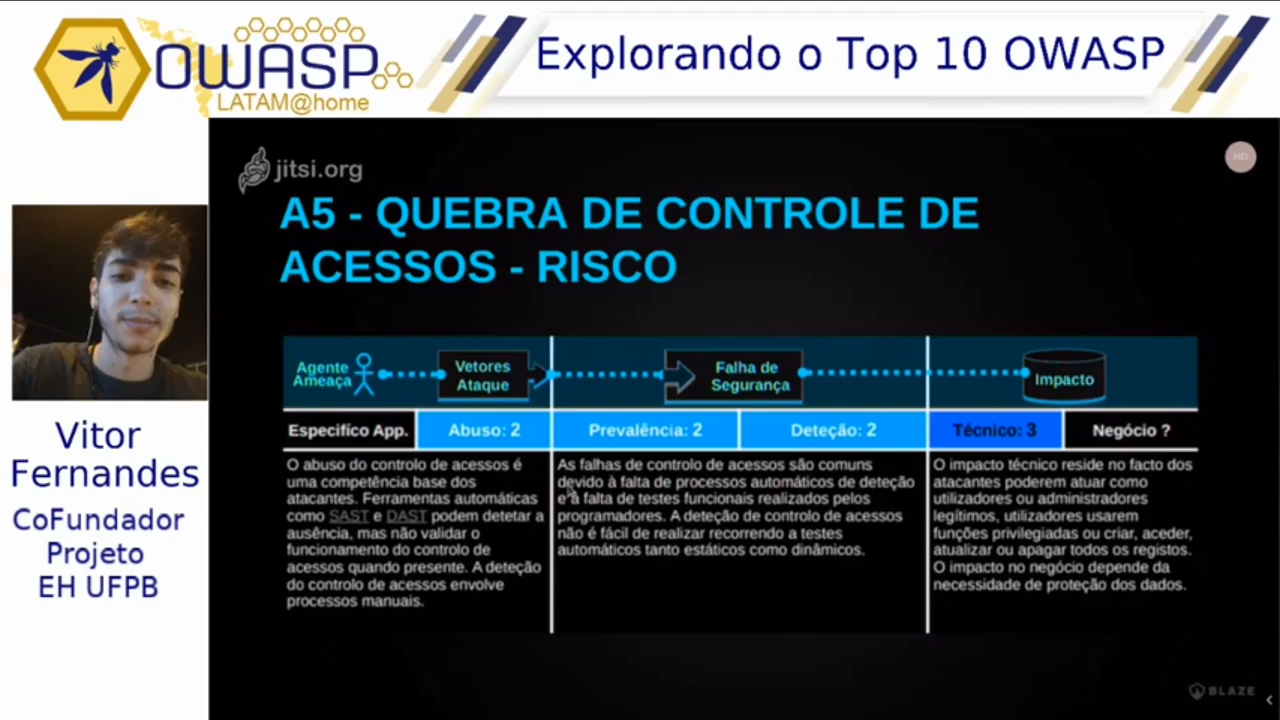 OWASP
LATAM@home
Explorando o Top 10 OWASP
jitsi.org
HD
A5 - QUEBRA DE CONTROLE DE
ACESSOS - RISCO
Agente
Ameaça
Vetores
Ataque
Falha de
Segurança
Impacto
Especifíco App.
Abuso: 2
Prevalência: 2
Deteção: 2
Técnico: 3
Negócio ?
O abuso do controlo de acessos é
uma competência base dos
atacantes. Ferramentas automáticas
como SAST e DAST podem detetar a
ausência, mas não validar o
funcionamento do controlo de
acessos quando presente. A deteção
do controlo de acessos envolve
processos manuais.
As falhas de controlo de acessos são comuns
devido à falta de processos automáticos de deteção
e à falta de testes funcionais realizados pelos
programadores. A deteção de controlo de acessos
não é fácil de realizar recorrendo a testes
automáticos tanto estáticos como dinâmicos.
O impacto técnico reside no facto dos
atacantes poderem atuar como
utilizadores ou administradores
legítimos, utilizadores usarem
funções privilegiadas ou criar, aceder,
atualizar ou apagar todos os registos.
O impacto no negócio depende da
necessidade de proteção dos dados.
Vitor
Fernandes
CoFundador
Projeto
EH UFPB
BLAZE